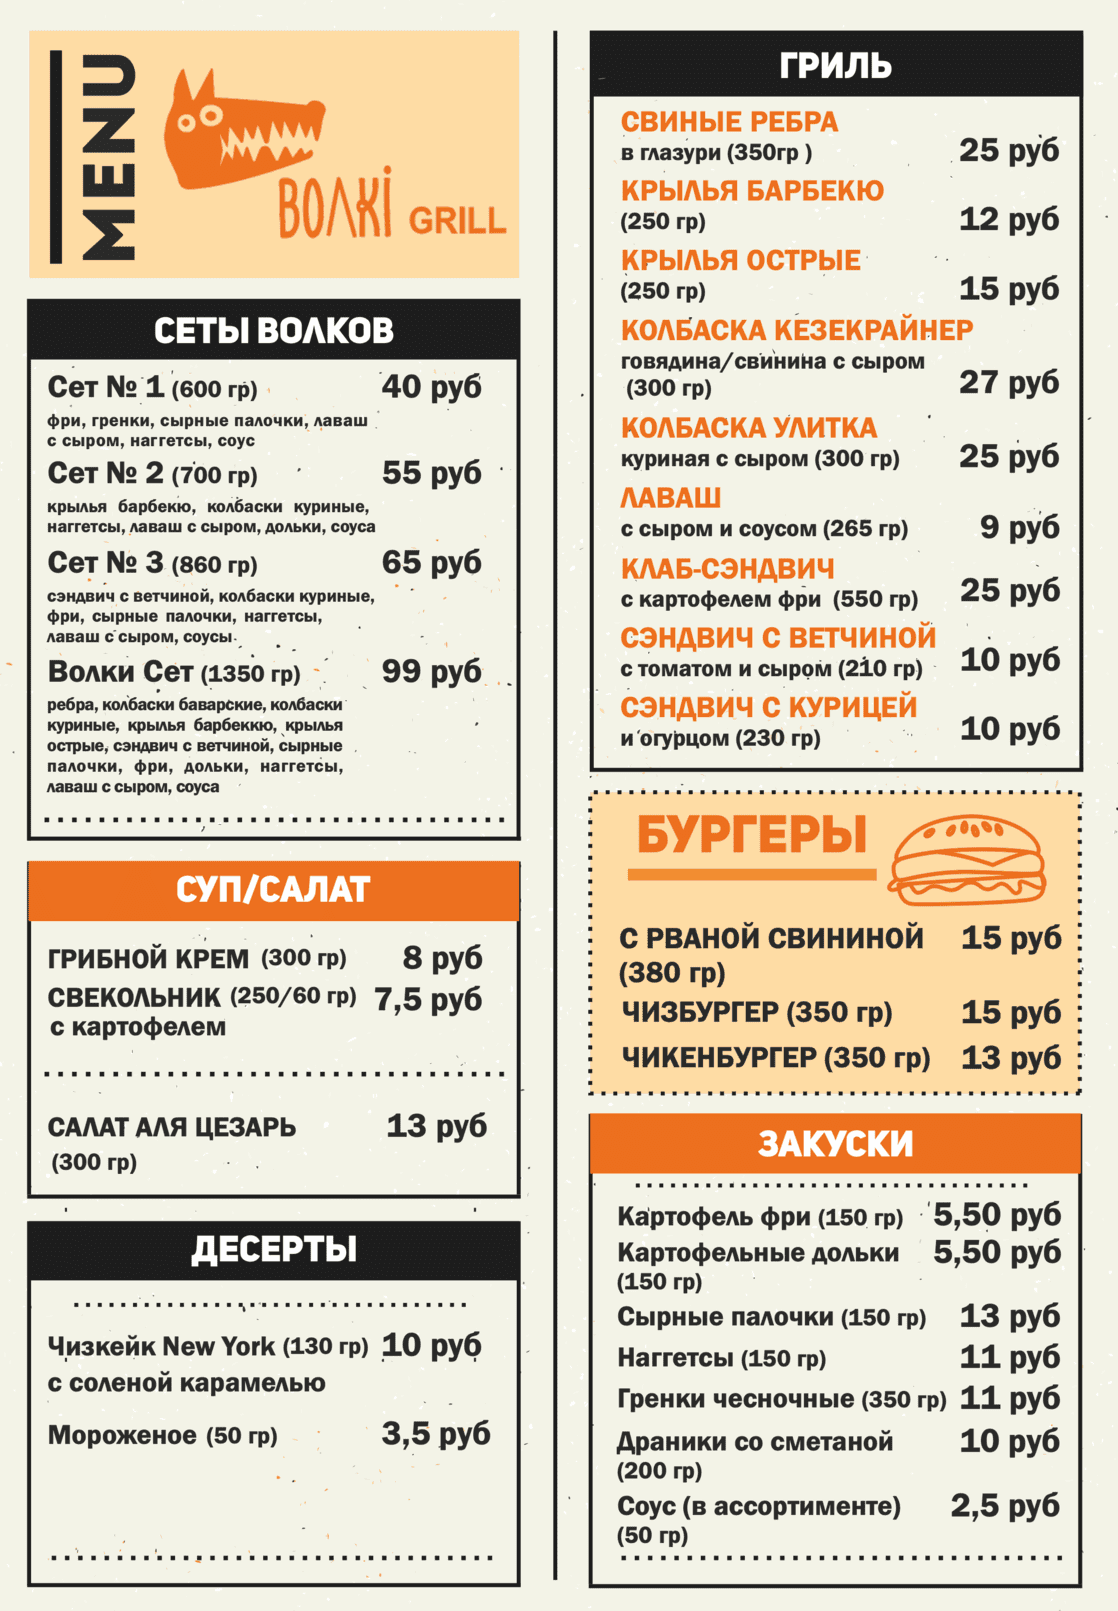 MENU
ВОЛКІ GRILL
СЕТЫ ВОЛКОВ
Сет № 1 (600 гр) 40 руб
фри, гренки, сырные палочки, лаваш
с сыром, наггетсы, соус
Сет № 2 (700 гр) 55 руб
крылья барбекю, колбаски куриные,
наггетсы, лаваш с сыром, дольки, соуса
Сет № 3 (860 гр) 65 руб
сэндвич с ветчиной, колбаски куриные,
фри, сырные палочки, наггетсы,
лаваш с сыром, соусы
Волки Сет (1350 гр) 99 руб
ребра, колбаски баварские, колбаски
куриные, крылья барбеккю, крылья
острые, сэндвич с ветчиной, сырные
палочки, фри, дольки, наггетсы,
лаваш с сыром, соуса
СУП/САЛАТ
ГРИБНОЙ КРЕМ (300 гр) 8 руб
СВЕКОЛЬНИК (250/60 гр) 7,5 руб
с картофелем
САЛАТ АЛЯ ЦЕЗАРЬ 13 руб
(300 гр)
ДЕСЕРТЫ
Чизкейк New York (130 гр) 10 руб
с соленой карамелью
Мороженое (50 гр) 3,5 руб
ГРИЛЬ
СВИНЫЕ РЕБРА
в глазури (350гр ) 25 руб
КРЫЛЬЯ БАРБЕКЮ
(250 гр) 12 руб
КРЫЛЬЯ ОСТРЫЕ
(250 гр) 15 руб
КОЛБАСКА КЕЗЕКРАЙНЕР
говядина/свинина с сыром
(300 гр) 27 руб
КОЛБАСКА УЛИТКА
куриная с сыром (300 гр) 25 руб
ЛАВАШ
с сыром и соусом (265 гр) 9 руб
КЛАБ-СЭНДВИЧ
с картофелем фри (550 гр) 25 руб
СЭНДВИЧ С ВЕТЧИНОЙ
с томатом и сыром (210 гр) 10 руб
СЭНДВИЧ С КУРИЦЕЙ
и огурцом (230 гр) 10 руб
БУРГЕРЫ
С РВАНОЙ СВИНИНОЙ 15 руб
(380 гр)
ЧИЗБУРГЕР (350 гр) 15 руб
ЧИКЕНБУРГЕР (350 гр) 13 руб
ЗАКУСКИ
Картофель фри (150 гр) 5,50 руб
Картофельные дольки 5,50 руб
(150 гр)
Сырные палочки (150 гр) 13 руб
Наггетсы (150 гр) 11 руб
Гренки чесночные (350 гр) 11 руб
Драники со сметаной 10 руб
(200 гр)
Соус (в ассортименте) 2,5 руб
(50 гр)